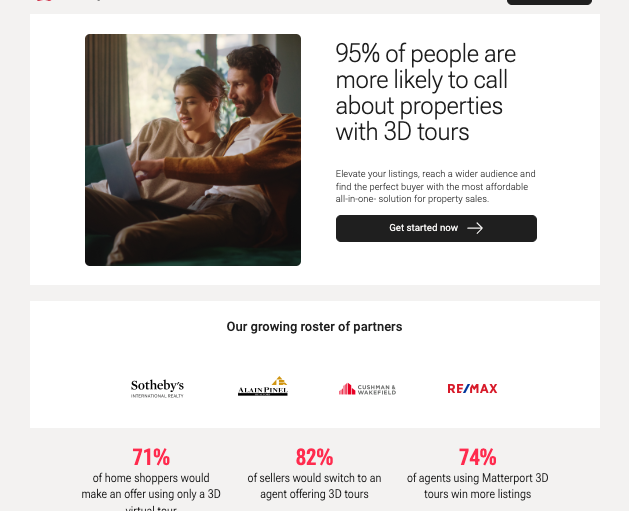 95% of people are
more likely to call
about properties
with 3D tours
Elevate your listings, reach a wider audience and
find the perfect buyer with the most affordable
all-in-one- solution for property sales.
Get started now
Our growing roster of partners
Sotheby's
INTERNATIONAL REALTY
ALAIN PINEL
CUSHMAN &
WAKEFIELD
RE/MAX
71%
of home shoppers would
make an offer using only a 3D
virtual tour
82%
of sellers would switch to an
agent offering 3D tours
74%
of agents using Matterport 3D
tours win more listings